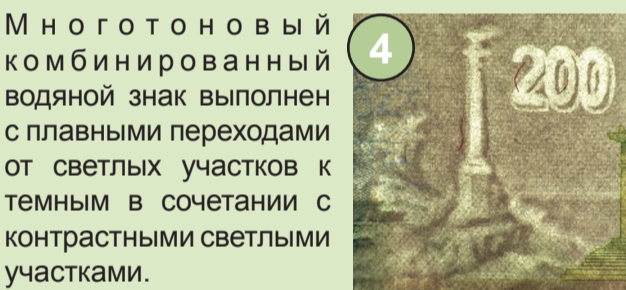 Многотоновый
комбинированный
водяной знак выполнен
с плавными переходами
от светлых участков к
темным в сочетании с
контрастными светлыми
участками.
4
200